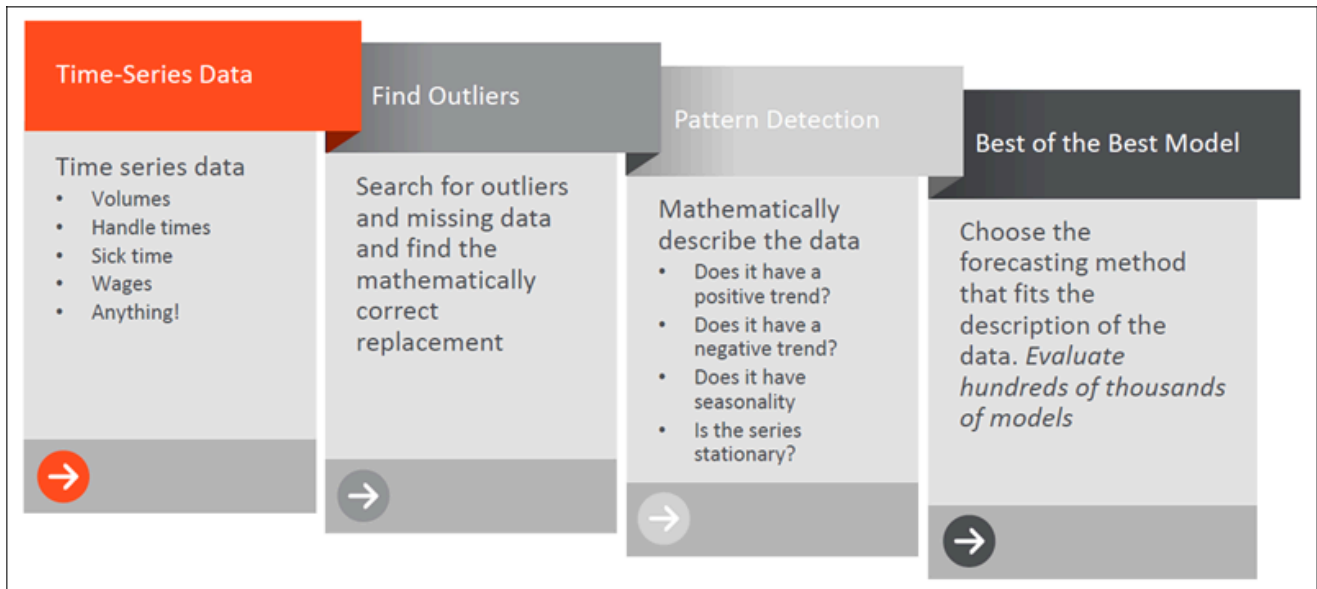 Time-Series Data
Time series data
• Volumes
• Handle times
• Sick time
• Wages
• Anything!
Find Outliers
Search for outliers
and missing data
and find the
mathematically
correct
replacement
Pattern Detection
Mathematically
describe the data
• Does it have a
positive trend?
• Does it have a
negative trend?
• Does it have
seasonality
• Is the series
stationary?
Best of the Best Model
Choose the
forecasting method
that fits the
description of the
data. Evaluate
hundreds of thousands
of models